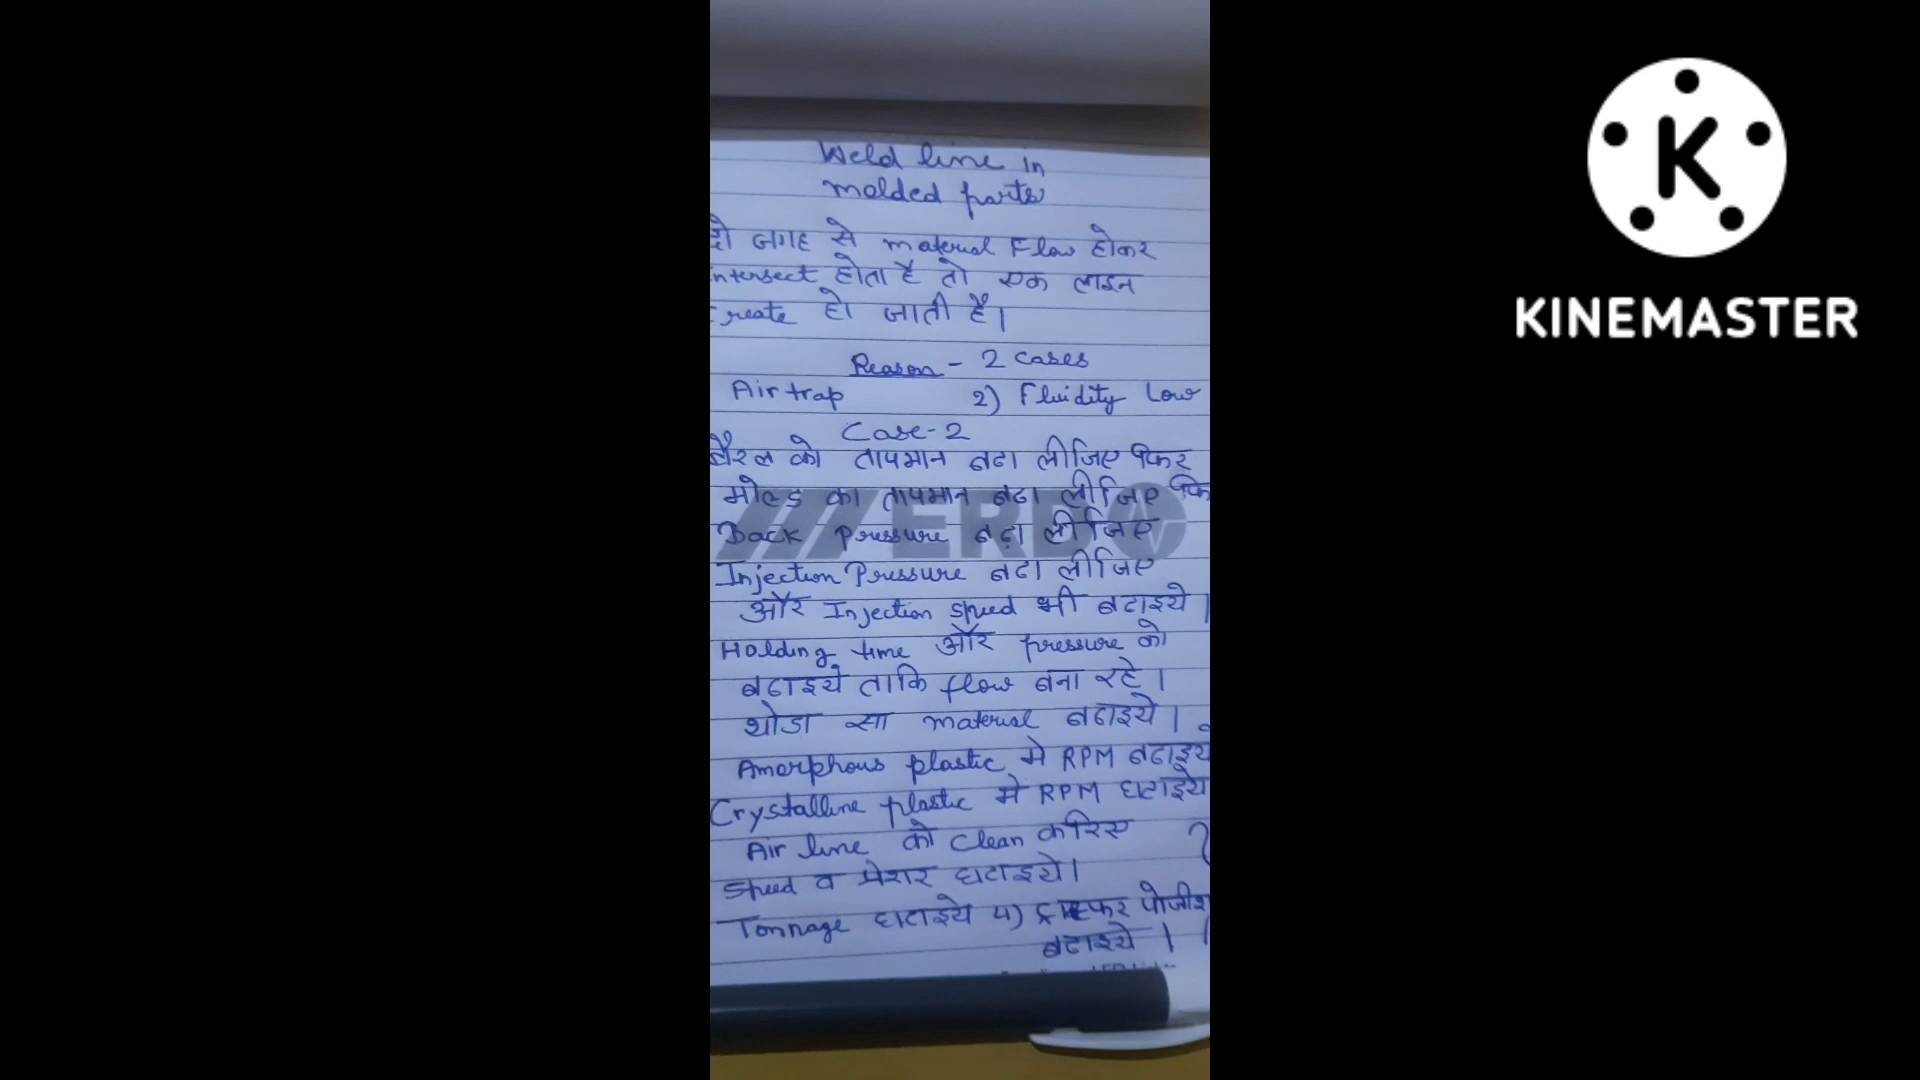 Weld line in
molded parts
दो जगह से material Flow होकर
intersect होता है तो एक लाइन
create हो जाती है।
Reason - 2 cases
Air trap 2) Fluidity Low
Case-2
बैरल को तापमान बढा लीजिए फिर
मोल्ड का तापमान बढा लीजिए फि
Back Pressure बढ़ा लीजिए
Injection Pressure बढा लीजिए
और Injection speed भी बढाइये।
Holding time और pressure को
बढाइये ताकि flow बना रहे।
थोडा सा material बढाइये।
Amorphous plastic मे RPM बढाइये
Crystalline plastic मे RPM घटाइये
Air line को Clean करिए
Speed व प्रेशर घटाइये।
Tonnage घटाइये 4) पोजीश
बढाइये।
KINEMASTER